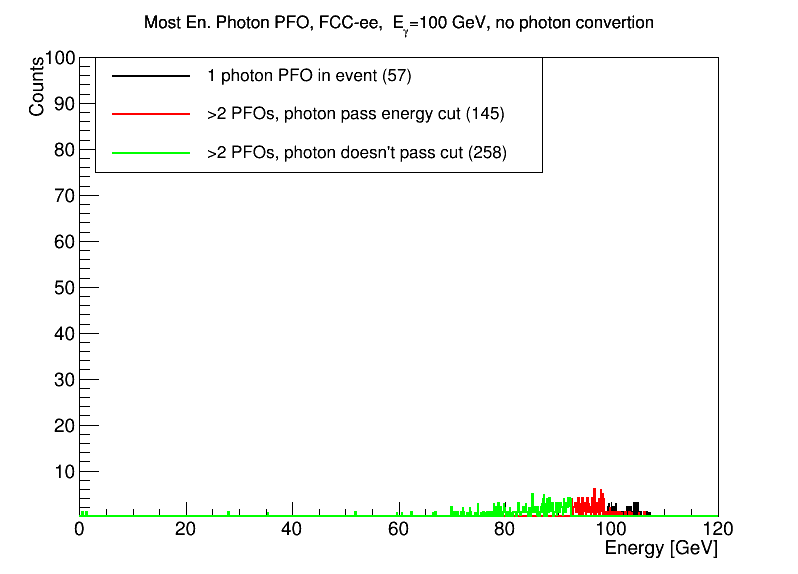 Most En. Photon PFO, FCC-ee, Eγ=100 GeV, no photon convertion
Counts
1 photon PFO in event (57)
>2 PFOs, photon pass energy cut (145)
>2 PFOs, photon doesn't pass cut (258)
100
90
80
70
60
50
40
30
20
10
0 20 40 60 80 100 120
Energy [GeV]